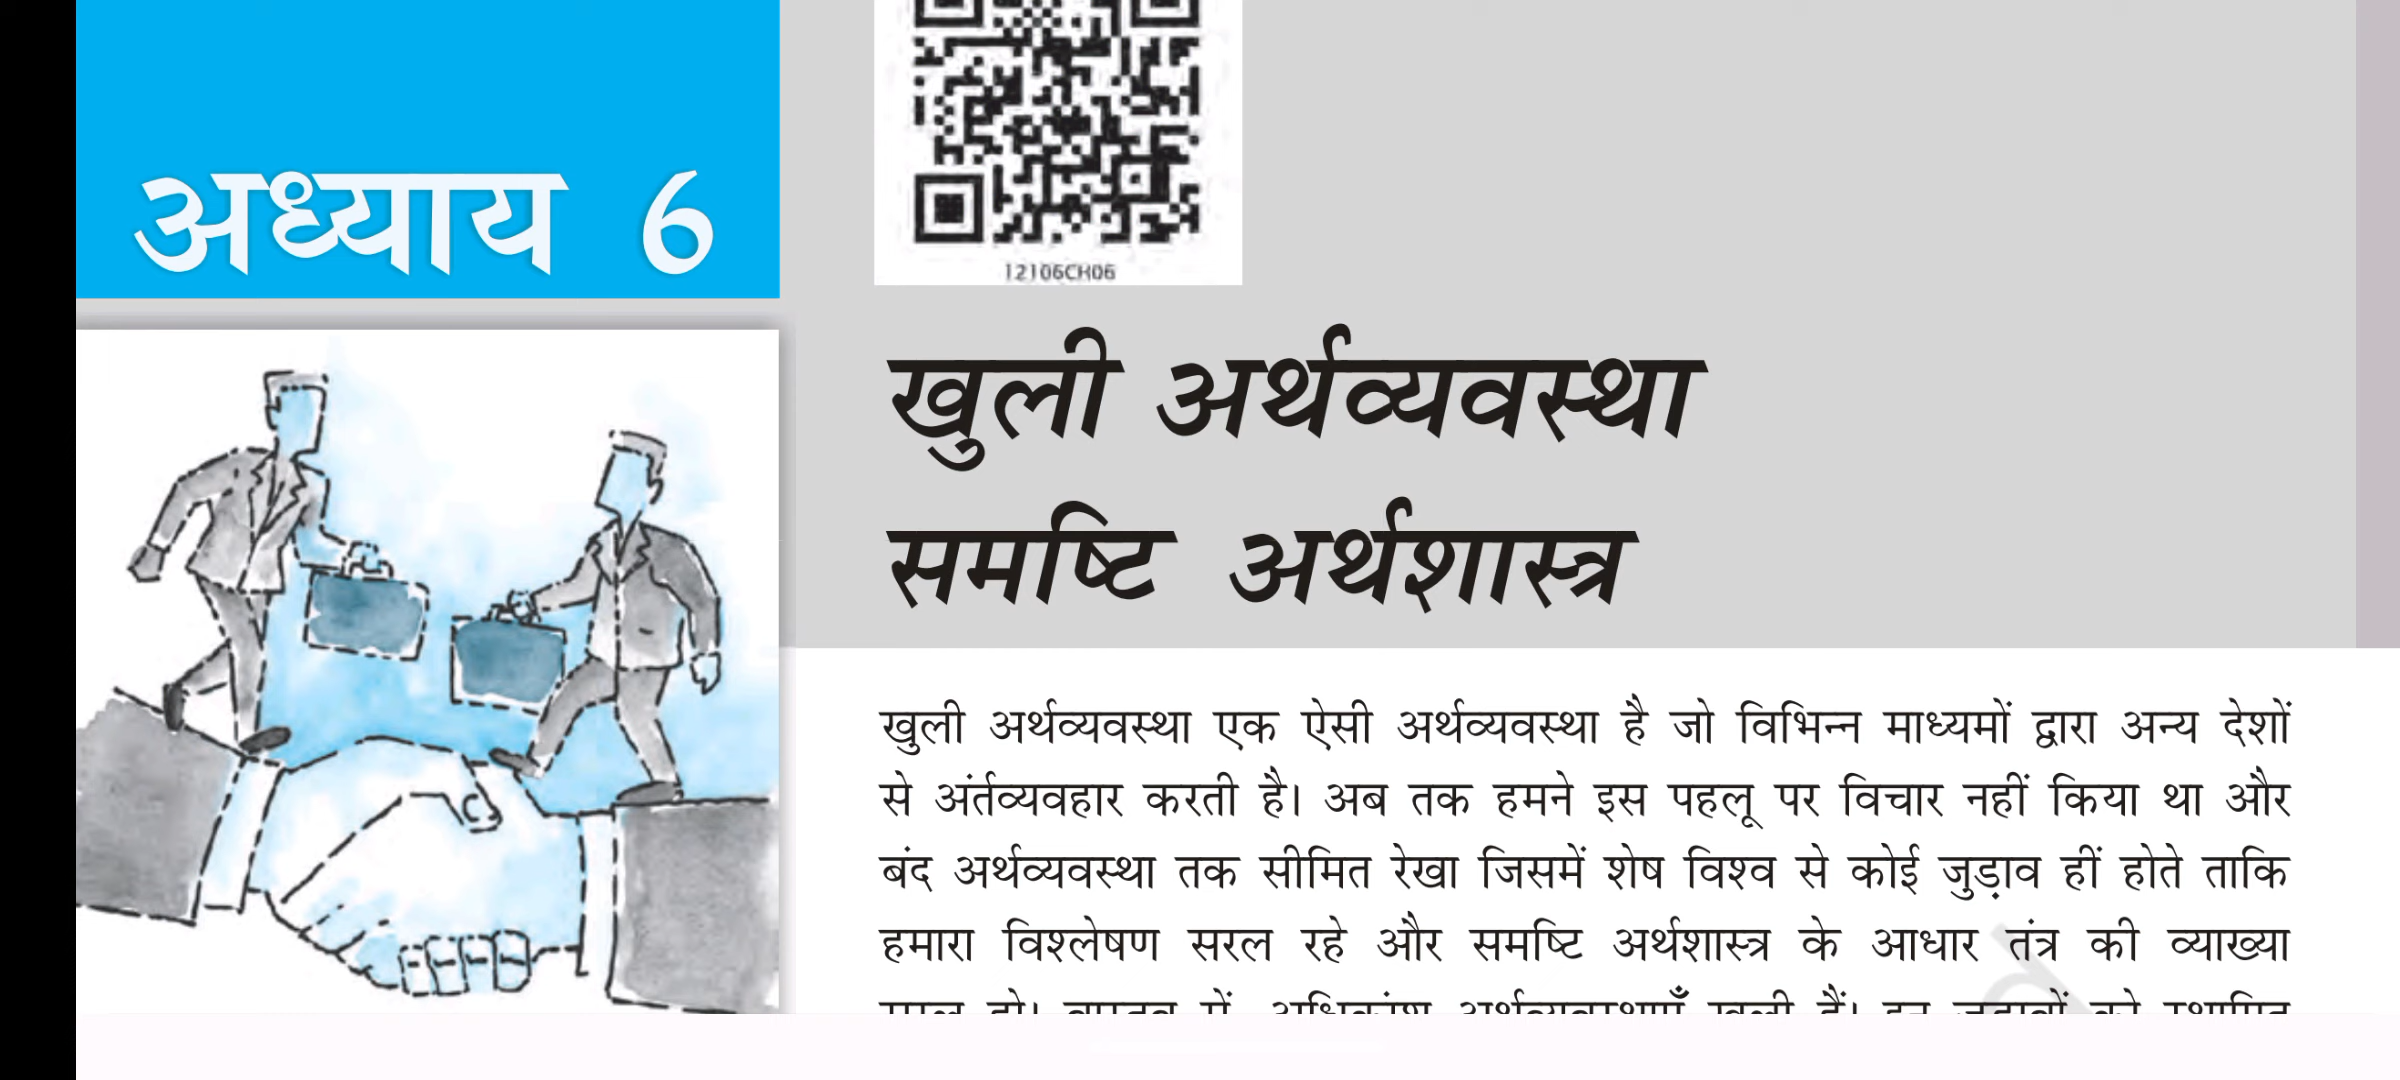 अध्याय 6
12106CH06
खुली अर्थव्यवस्था
समष्टि अर्थशास्त्र
खुली अर्थव्यवस्था एक ऐसी अर्थव्यवस्था है जो विभिन्न माध्यमों द्वारा अन्य देशों
से अंर्तव्यवहार करती है। अब तक हमने इस पहलू पर विचार नहीं किया था और
बंद अर्थव्यवस्था तक सीमित रेखा जिसमें शेष विश्व से कोई जुड़ाव हीं होते ताकि
हमारा विश्लेषण सरल रहे और समष्टि अर्थशास्त्र के आधार तंत्र की व्याख्या